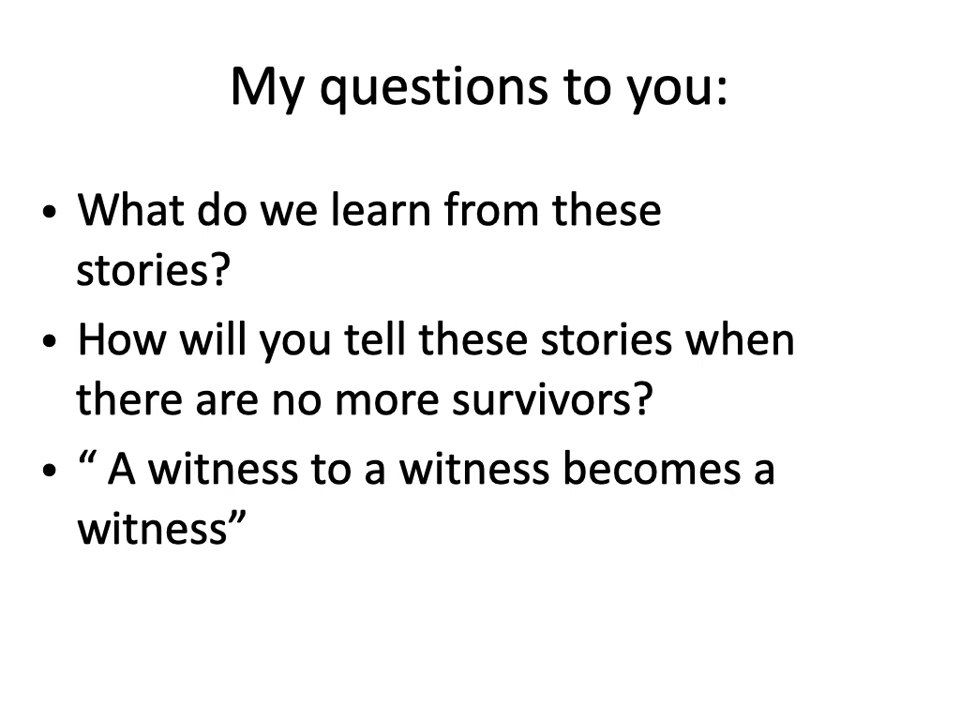 My questions to you:
• What do we learn from these
stories?
• How will you tell these stories when
there are no more survivors?
• “ A witness to a witness becomes a
witness”